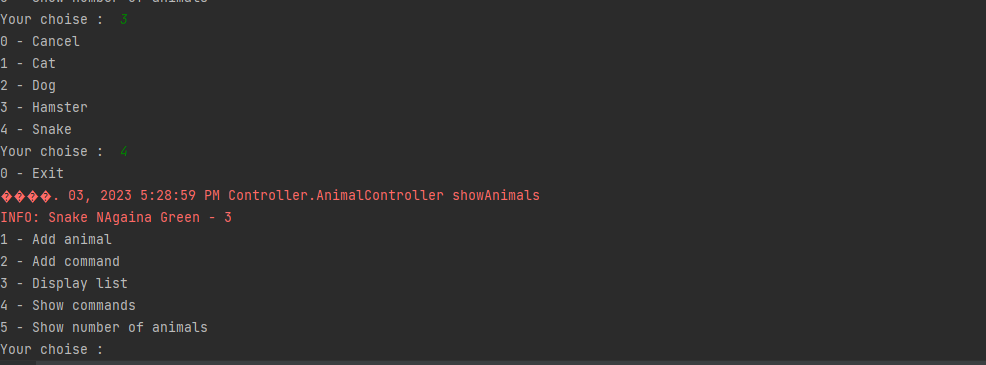 Your choise :  3
0 - Cancel
1 - Cat
2 - Dog
3 - Hamster
4 - Snake
Your choise :  4
0 - Exit
����. 03, 2023 5:28:59 PM Controller.AnimalController showAnimals
INFO: Snake NAgaina Green - 3
1 - Add animal
2 - Add command
3 - Display list
4 - Show commands
5 - Show number of animals
Your choise :